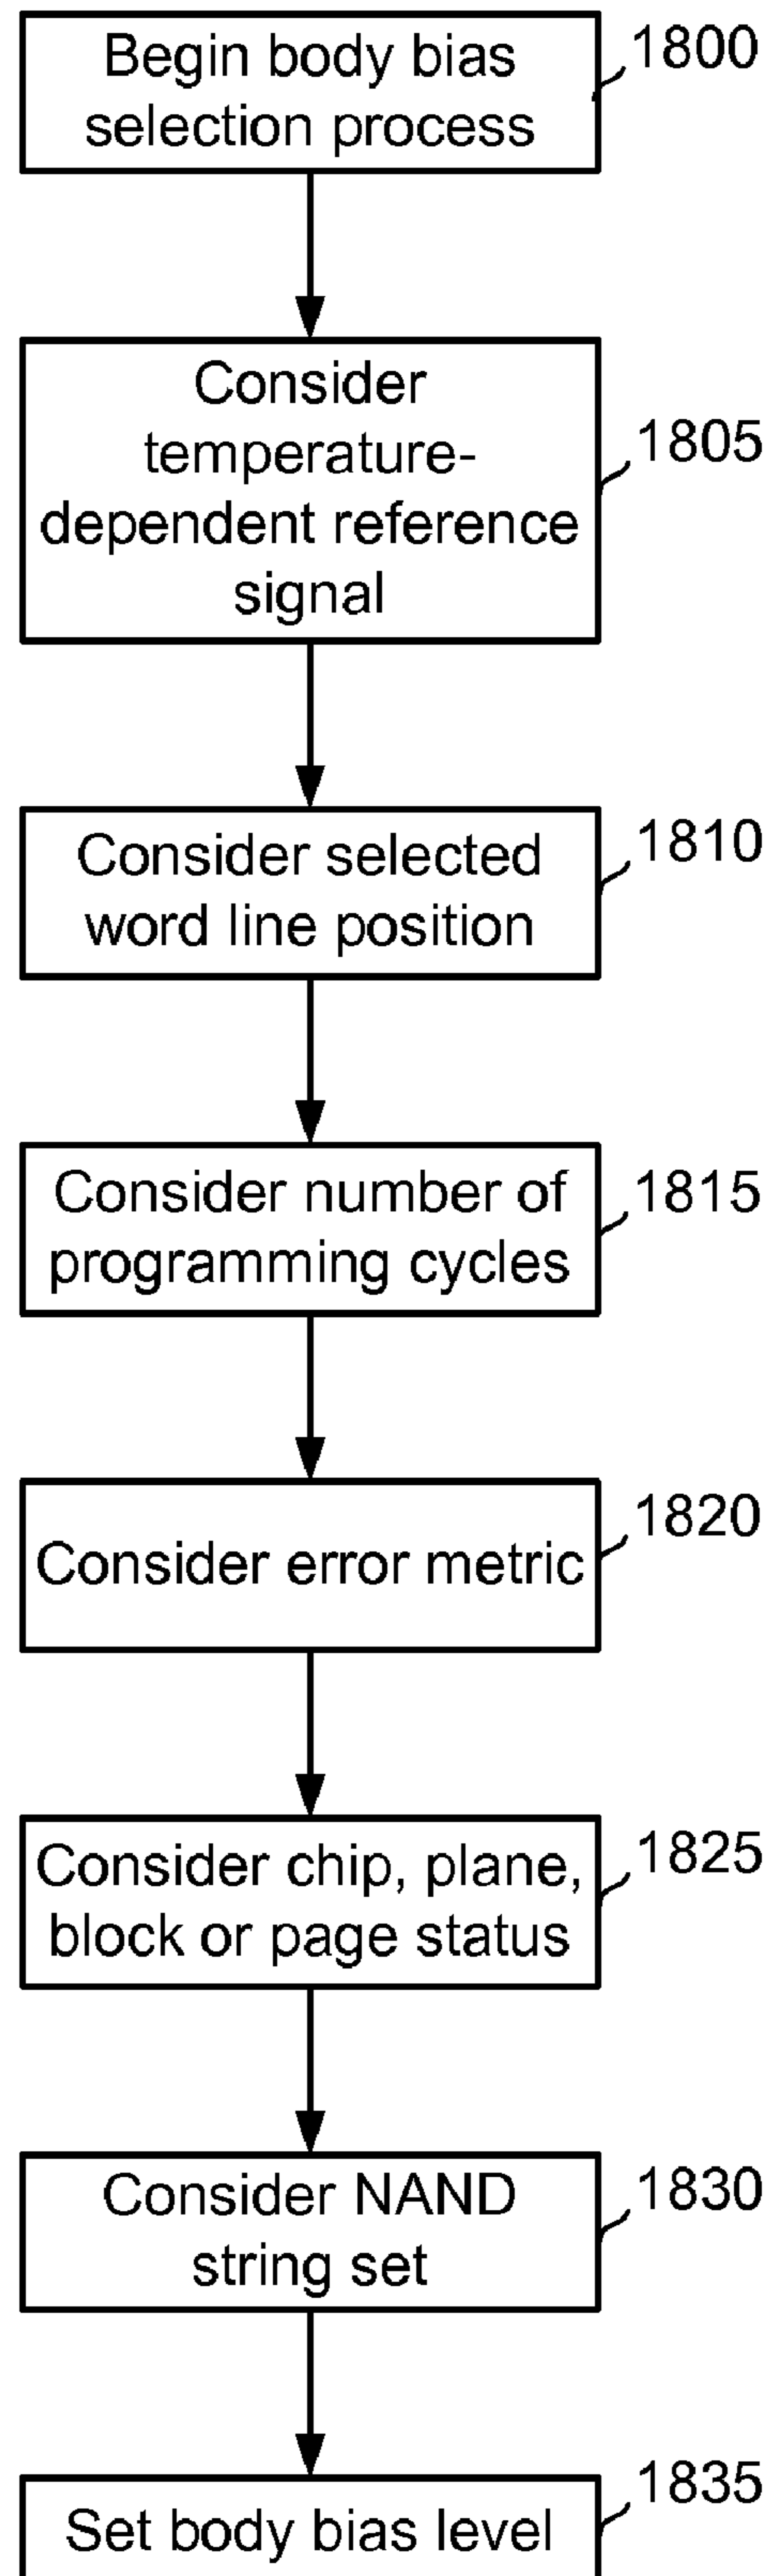 Begin body bias
selection process
1800
Consider
temperature-
dependent reference
signal
1805
Consider selected
word line position
1810
Consider number of
programming cycles
1815
Consider error metric
1820
Consider chip, plane,
block or page status
1825
Consider NAND
string set
1830
Set body bias level
1835